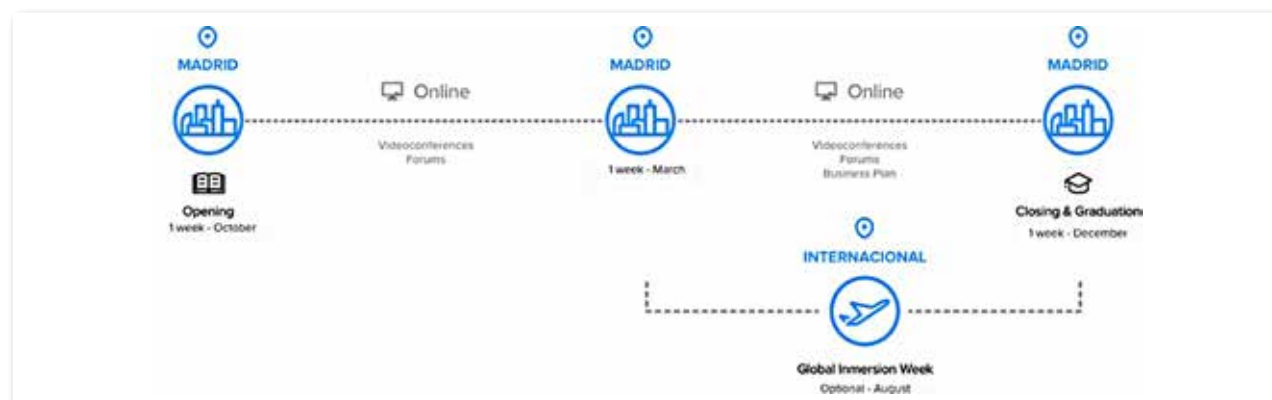 MADRID
Online
Videoconferences
Forums
Opening
1 week - October
MADRID
1 week - March
Online
Videoconferences
Forums
Business Plan
MADRID
Closing & Graduation
1 week - December
INTERNACIONAL
Global Inmersion Week
Optional - August